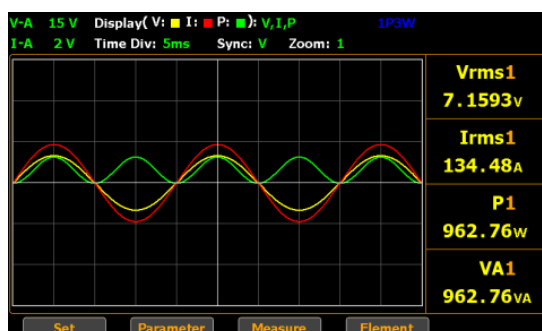 V-A 15 V Display( V: I: P: ): V,I,P 1P3W
I-A 2 V Time Div: 5ms Sync: V Zoom: 1
Vrms1
7.1593V
Irms1
134.48A
P1
962.76W
VA1
962.76VA
Set Parameter Measure Element